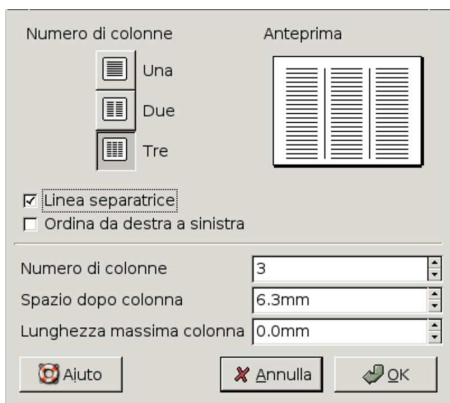 Numero di colonne Anteprima
Una
Due
Tre
Linea separatrice
Ordina da destra a sinistra
Numero di colonne 3
Spazio dopo colonna 6.3mm
Lunghezza massima colonna 0.0mm
Aiuto Annulla OK